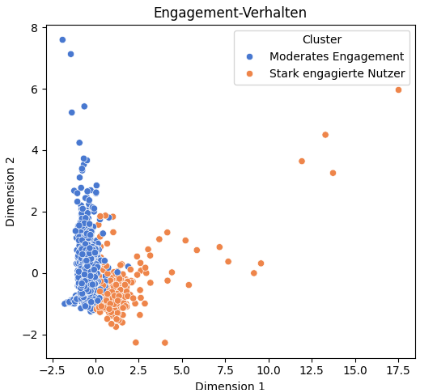 Engagement-Verhalten
Cluster
Moderates Engagement
Stark engagierte Nutzer
8
6
4
2
0
−2
Dimension 2
−2.5 0.0 2.5 5.0 7.5 10.0 12.5 15.0 17.5
Dimension 1